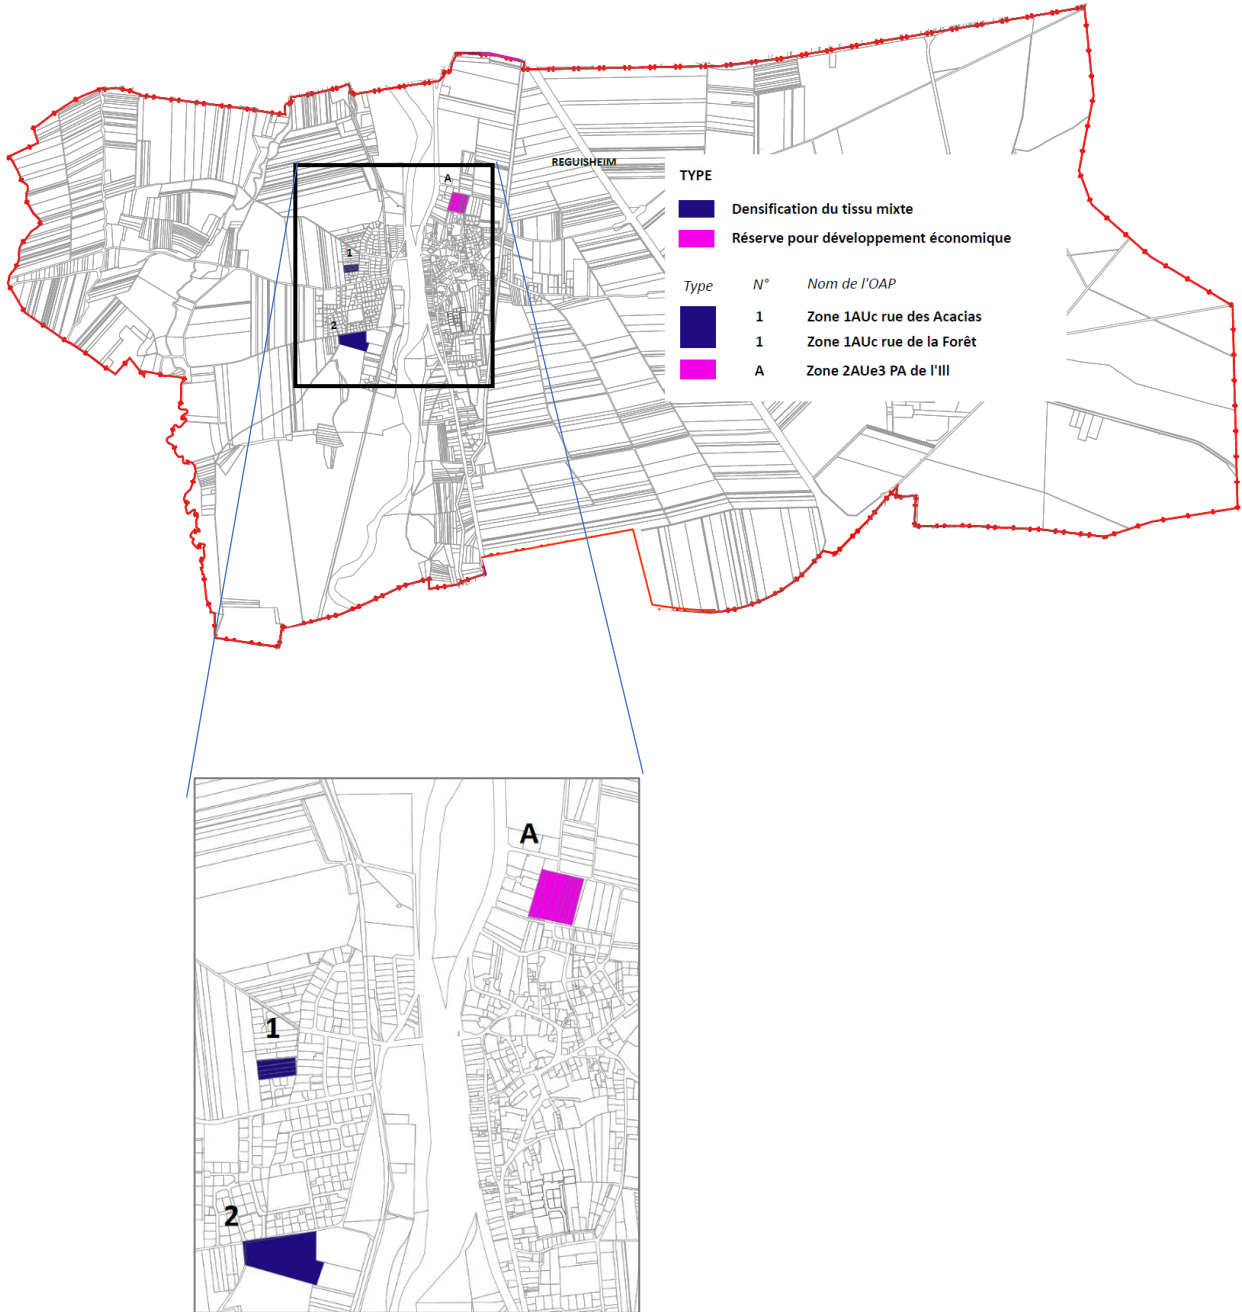 REGUISHEIM
A
1
2
TYPE
Densification du tissu mixte
Réserve pour développement économique
Type N° Nom de l'OAP
1 Zone 1AUc rue des Acacias
1 Zone 1AUc rue de la Forêt
A Zone 2AUe3 PA de l'Ill
A
1
2